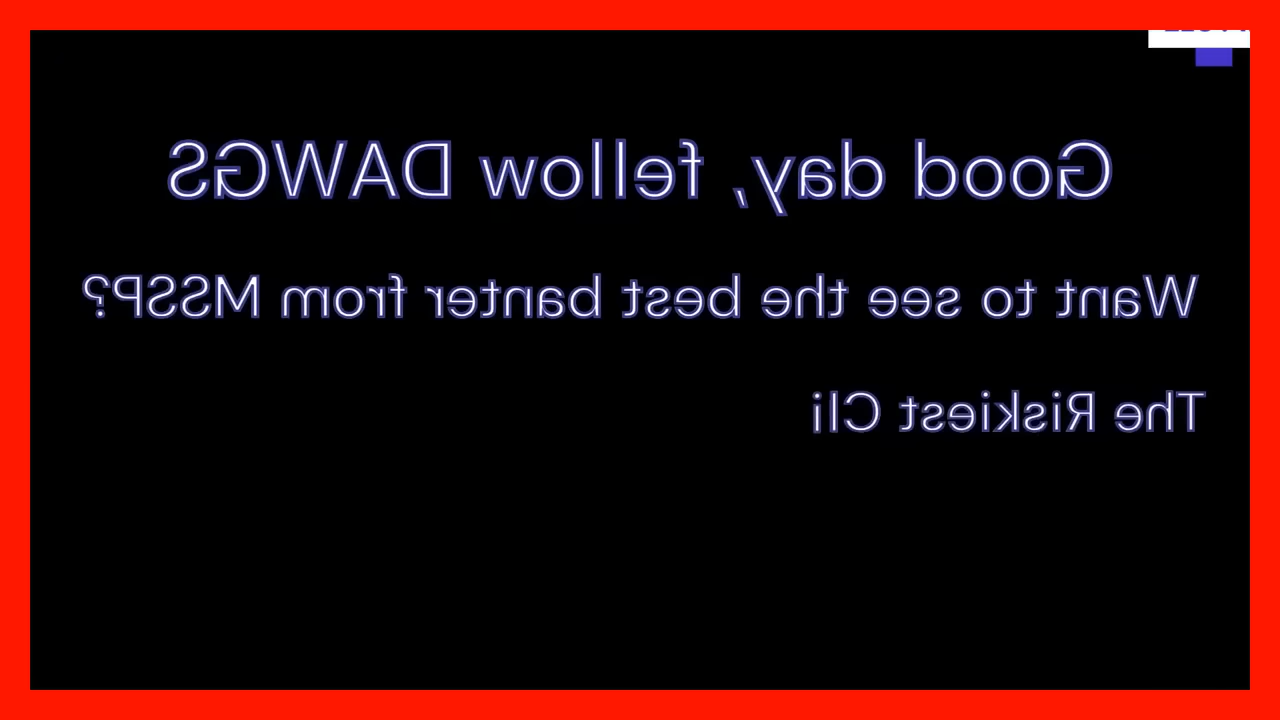 Good day, fellow DAWGS
Want to see the best banter from MSSP?
The Riskiest Cli